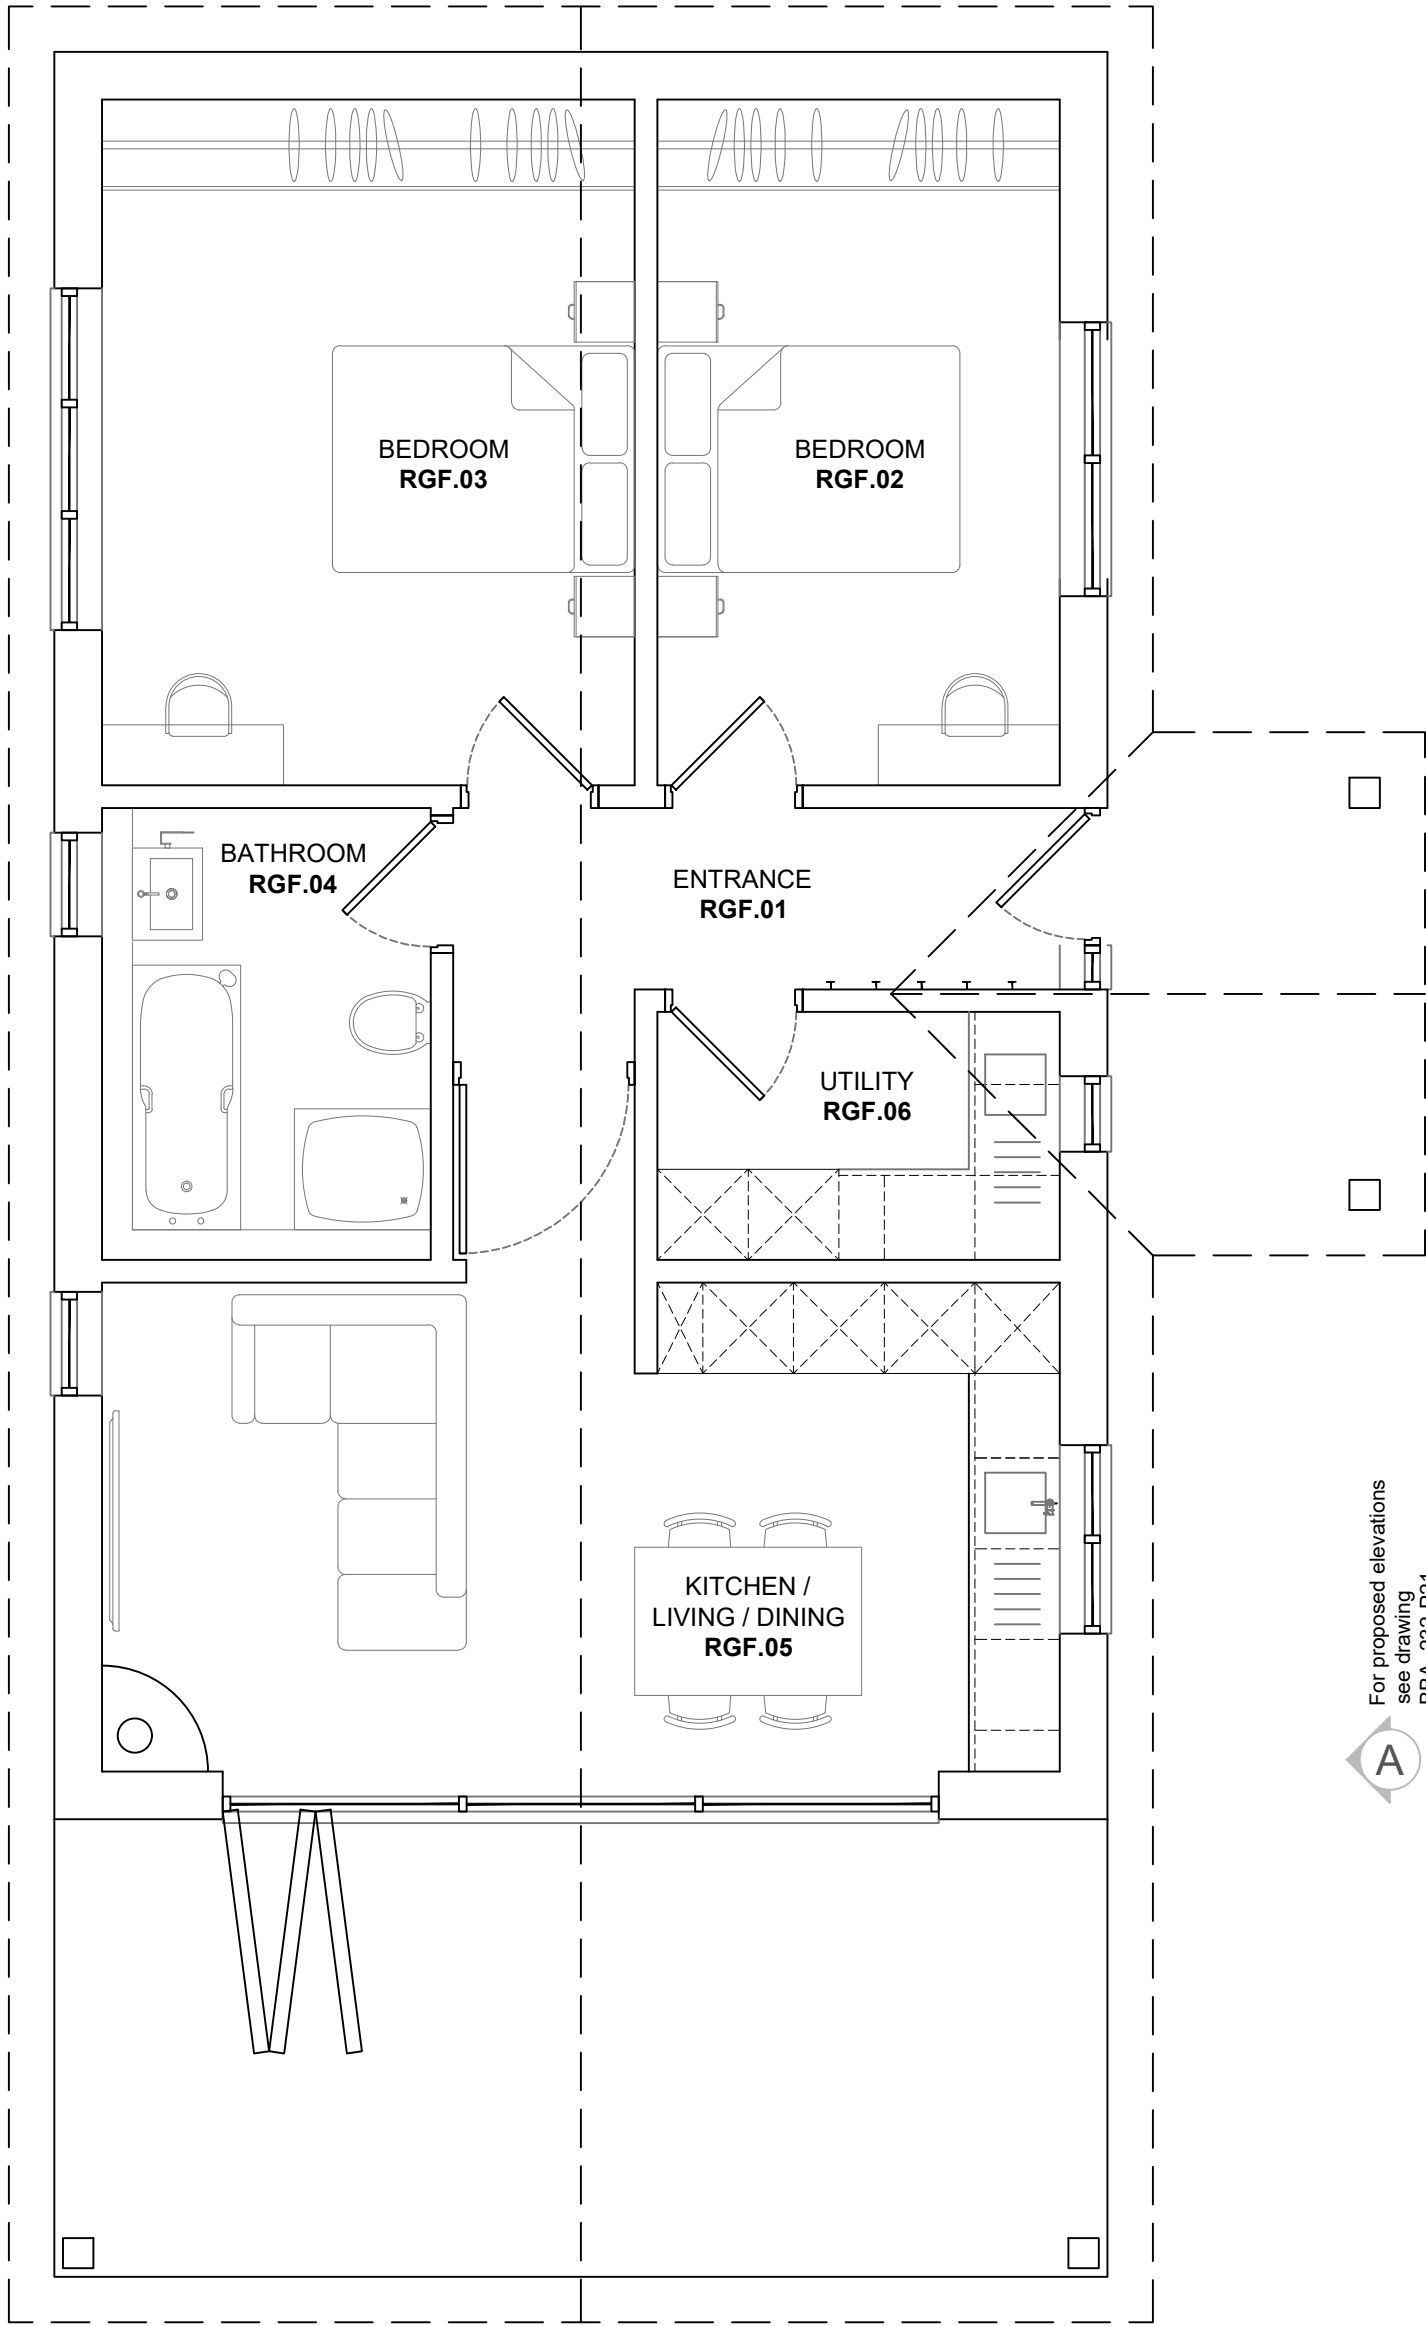 BEDROOM
RGF.03
BEDROOM
RGF.02
BATHROOM
RGF.04
ENTRANCE
RGF.01
UTILITY
RGF.06
KITCHEN /
LIVING / DINING
RGF.05
For proposed elevations
see drawing
A